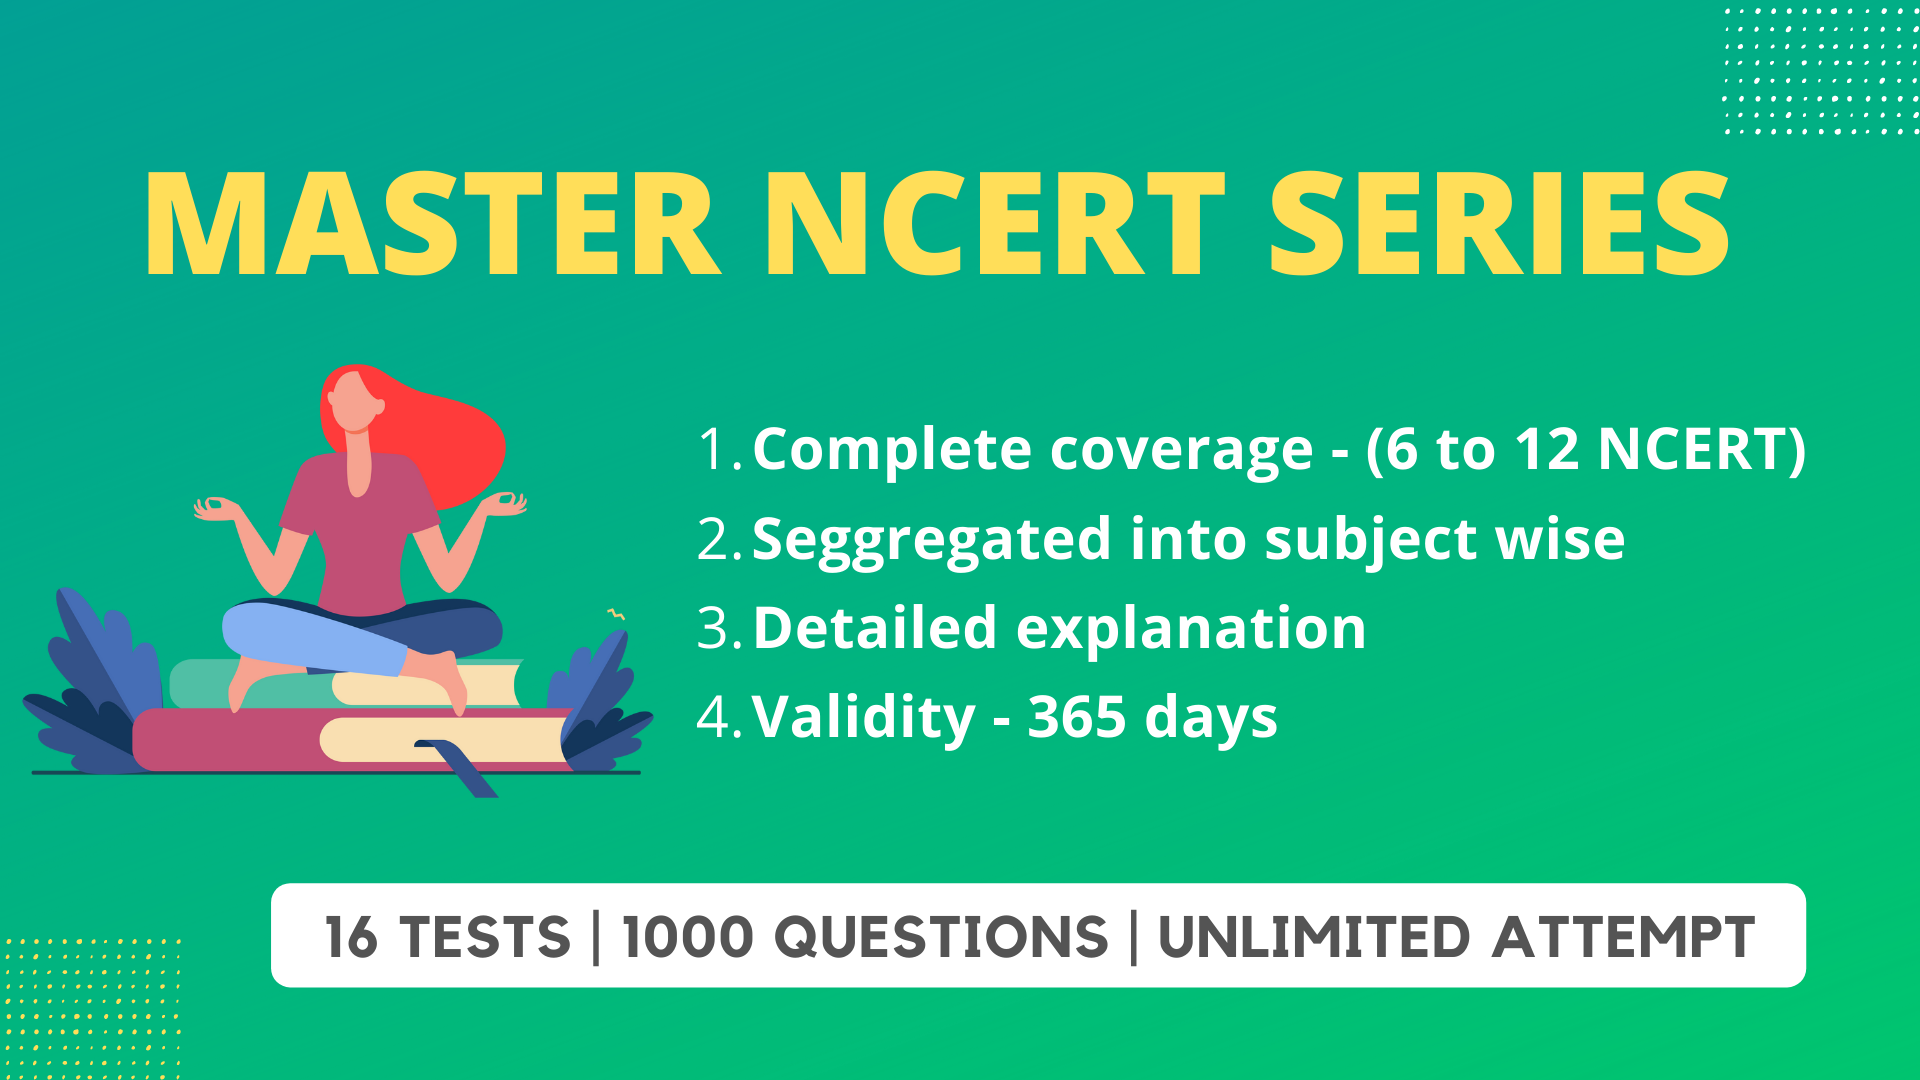 MASTER NCERT SERIES
1. Complete coverage - (6 to 12 NCERT)
2. Seggregated into subject wise
3. Detailed explanation
4. Validity - 365 days
16 TESTS | 1000 QUESTIONS | UNLIMITED ATTEMPT